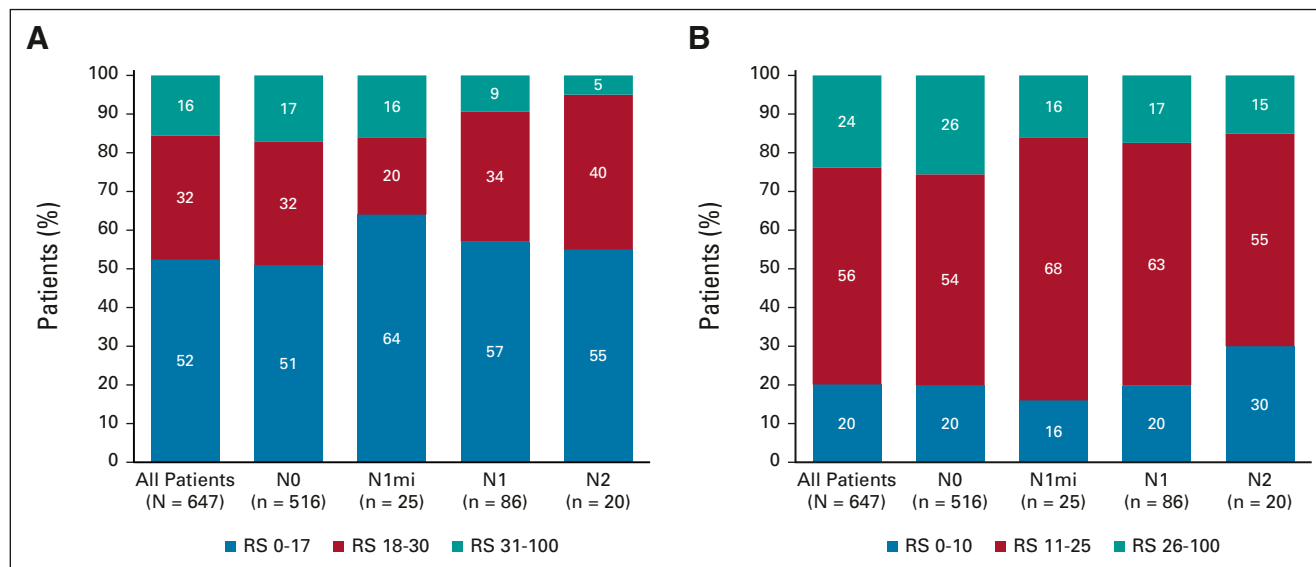 A
Patients (%)
100
90
80
70
60
50
40
30
20
10
0
16 17 16 9 5
32 32 20 34 40
52 51 64 57 55
All Patients N0 N1mi N1 N2
(N = 647) (n = 516) (n = 25) (n = 86) (n = 20)
RS 0-17 RS 18-30 RS 31-100
B
Patients (%)
100
90
80
70
60
50
40
30
20
10
0
24 26 16 17 15
56 54 68 63 55
20 20 16 20 30
All Patients N0 N1mi N1 N2
(N = 647) (n = 516) (n = 25) (n = 86) (n = 20)
RS 0-10 RS 11-25 RS 26-100